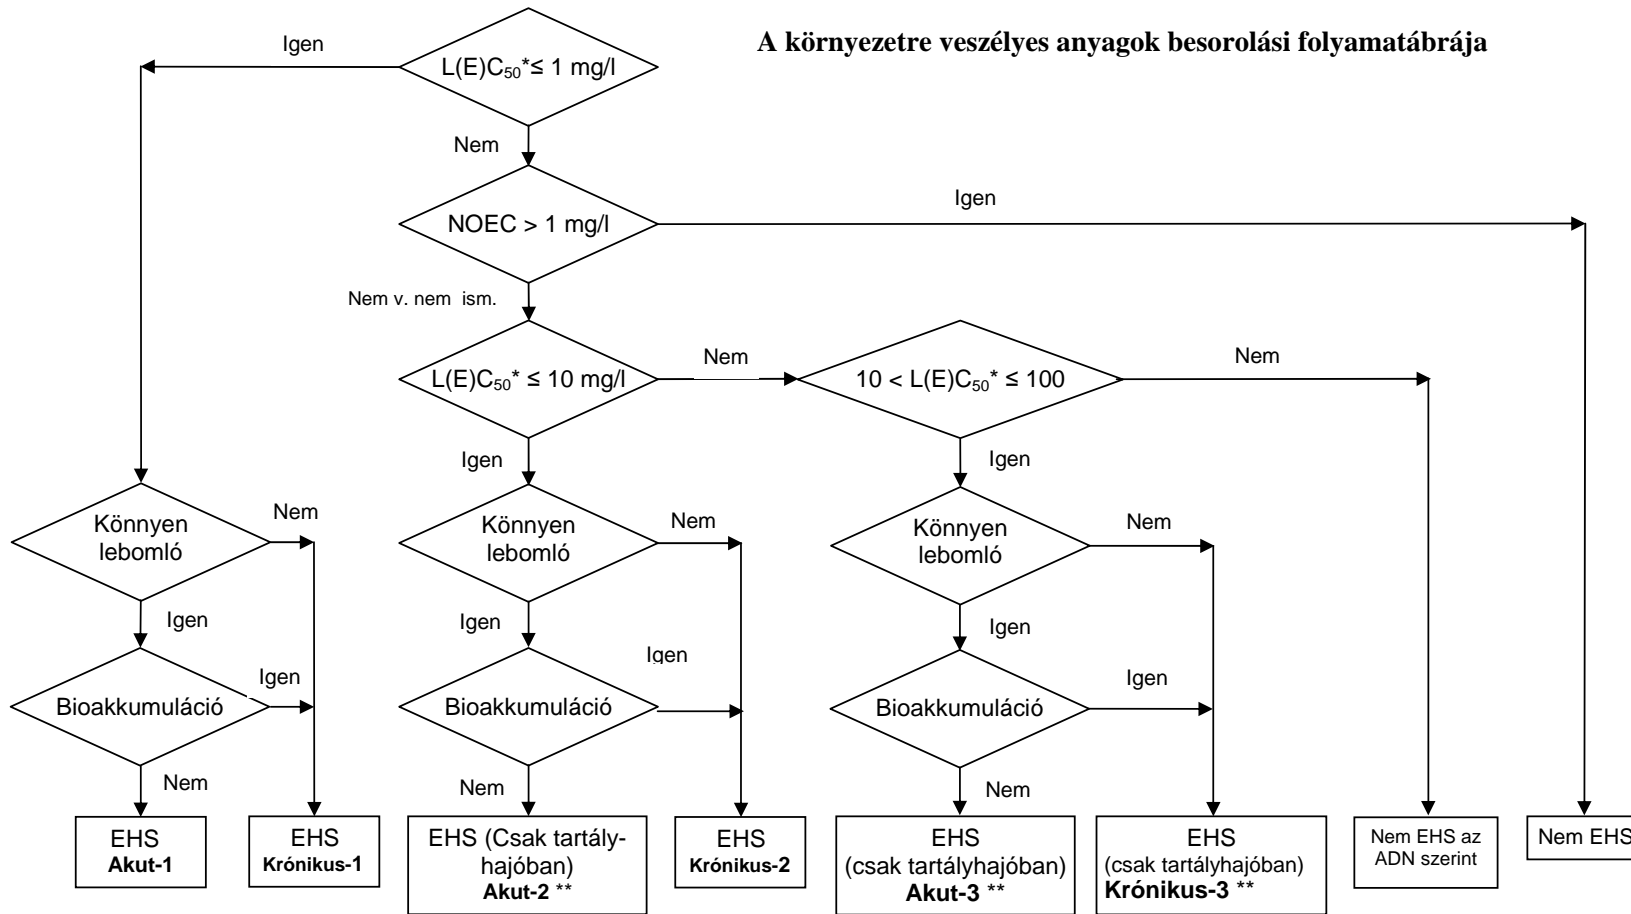 A környezetre veszélyes anyagok besorolási folyamatábrája
Igen
L(E)C₅₀*≤ 1 mg/l
Nem
NOEC > 1 mg/l
Igen
Nem v. nem ism.
L(E)C₅₀* ≤ 10 mg/l
Nem
10 < L(E)C₅₀* ≤ 100
Nem
Igen
Igen
Könnyen
lebomló
Nem
Könnyen
lebomló
Nem
Könnyen
lebomló
Nem
Igen
Igen
Igen
Bioakkumuláció
Igen
Bioakkumuláció
Igen
Bioakkumuláció
Igen
Nem
Nem
Nem
EHS
Akut-1
EHS
Krónikus-1
EHS (Csak tartály-
hajóban)
Akut-2 **
EHS
Krónikus-2
EHS
(csak tartályhajóban)
Akut-3 **
EHS
(csak tartályhajóban)
Krónikus-3 **
Nem EHS az
ADN szerint
Nem EHS